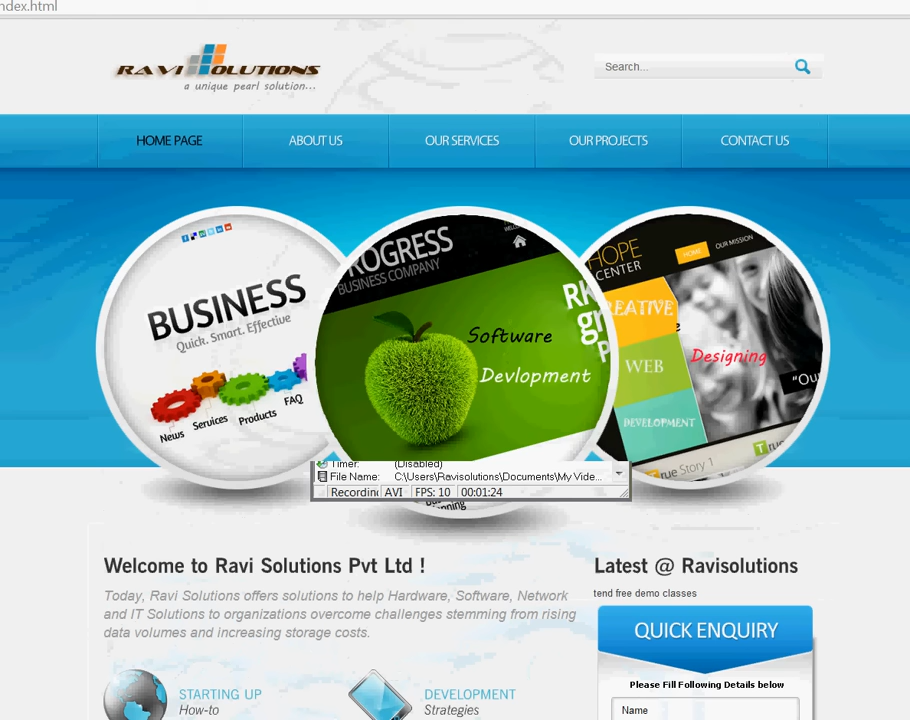 ndex.html
RAVI SOLUTIONS
a unique pearl solution...
Search...
HOME PAGE
ABOUT US
OUR SERVICES
OUR PROJECTS
CONTACT US
BUSINESS
Quick. Smart. Effective
News
Services
Products
FAQ
ROGRESS
BUSINESS COMPANY
Software
Devlopment
HOPE
CENTER
HOME
OUR MISSION
REATIVE
WEB
DEVELOPMENT
Designing
"Ou
True Story 1
Timer: (Disabled)
File Name: C:\Users\Ravisolutions\Documents\My Vide...
Recordin AVI FPS: 10 00:01:24
Welcome to Ravi Solutions Pvt Ltd !
Today, Ravi Solutions offers solutions to help Hardware, Software, Network
and IT Solutions to organizations overcome challenges stemming from rising
data volumes and increasing storage costs.
STARTING UP
How-to
DEVELOPMENT
Strategies
Latest @ Ravisolutions
tend free demo classes
QUICK ENQUIRY
Please Fill Following Details below
Name